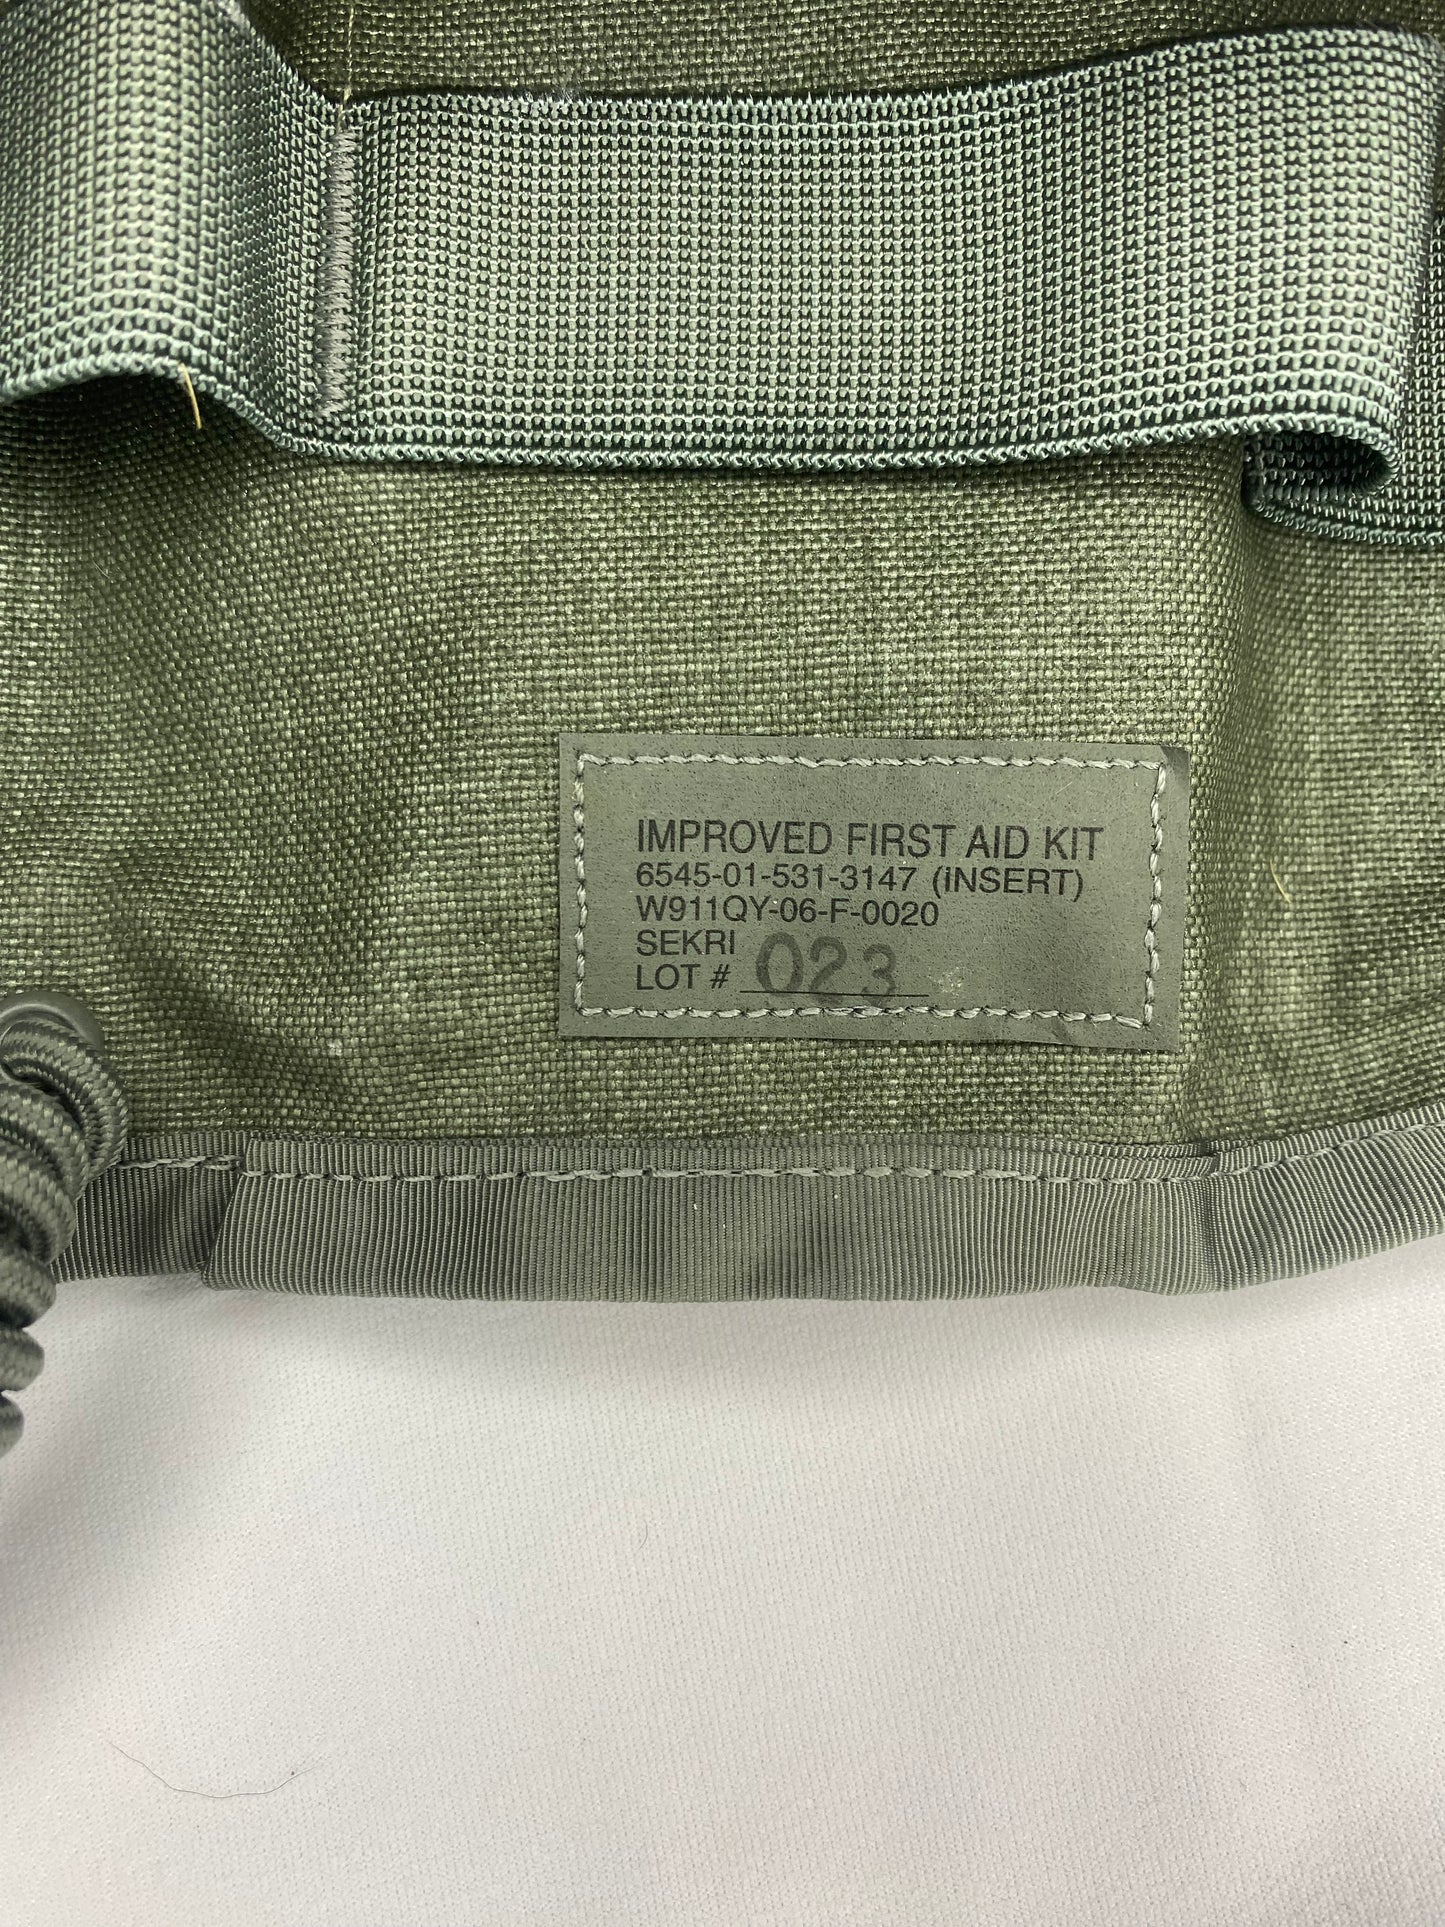 IMPROVED FIRST AID KIT
6545-01-531-3147 (iNSERT)
W911QY-06-F-0020
SEKRI
LOT # 023